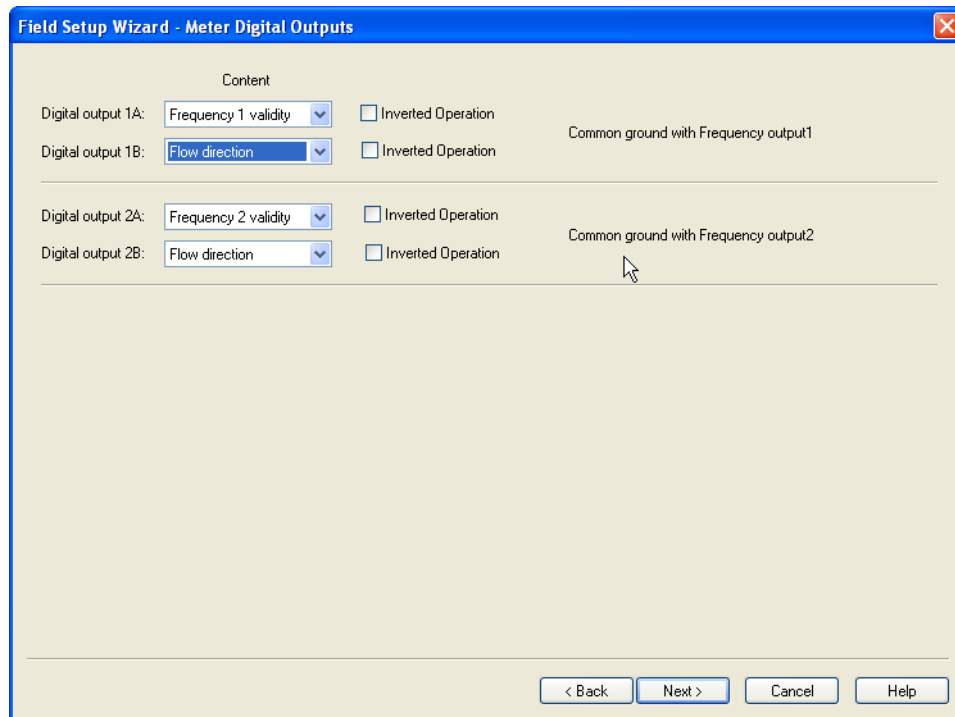 Field Setup Wizard - Meter Digital Outputs
Content
Digital output 1A: Frequency 1 validity Inverted Operation
Common ground with Frequency output1
Digital output 1B: Flow direction Inverted Operation
Digital output 2A: Frequency 2 validity Inverted Operation
Common ground with Frequency output2
Digital output 2B: Flow direction Inverted Operation
< Back Next > Cancel Help